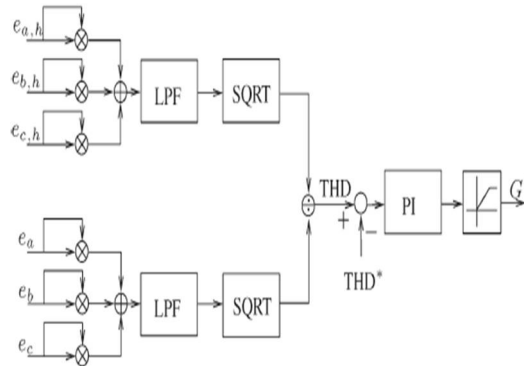 e_{a,h}
e_{b,h}
e_{c,h}
LPF
SQRT
THD
+
−
PI
G
THD*
e_a
e_b
e_c
LPF
SQRT